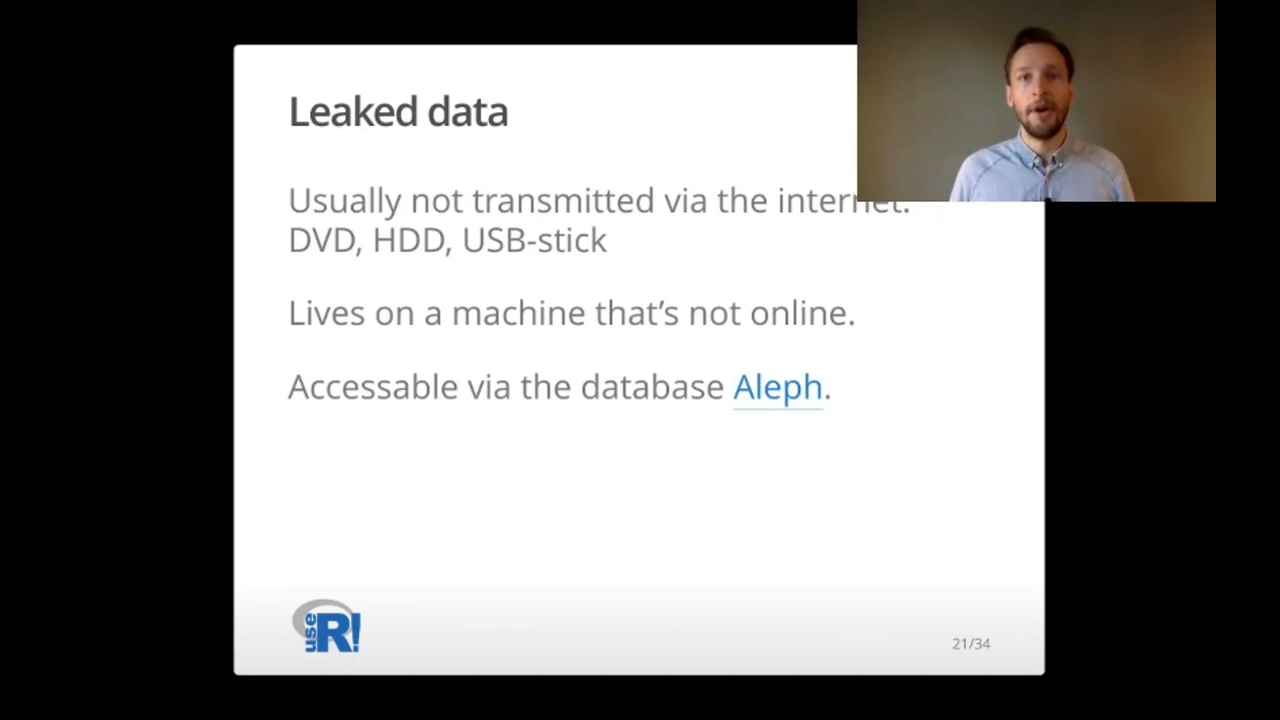 Leaked data
Usually not transmitted via the internet.
DVD, HDD, USB-stick
Lives on a machine that’s not online.
Accessable via the database Aleph.
use R!
21/34